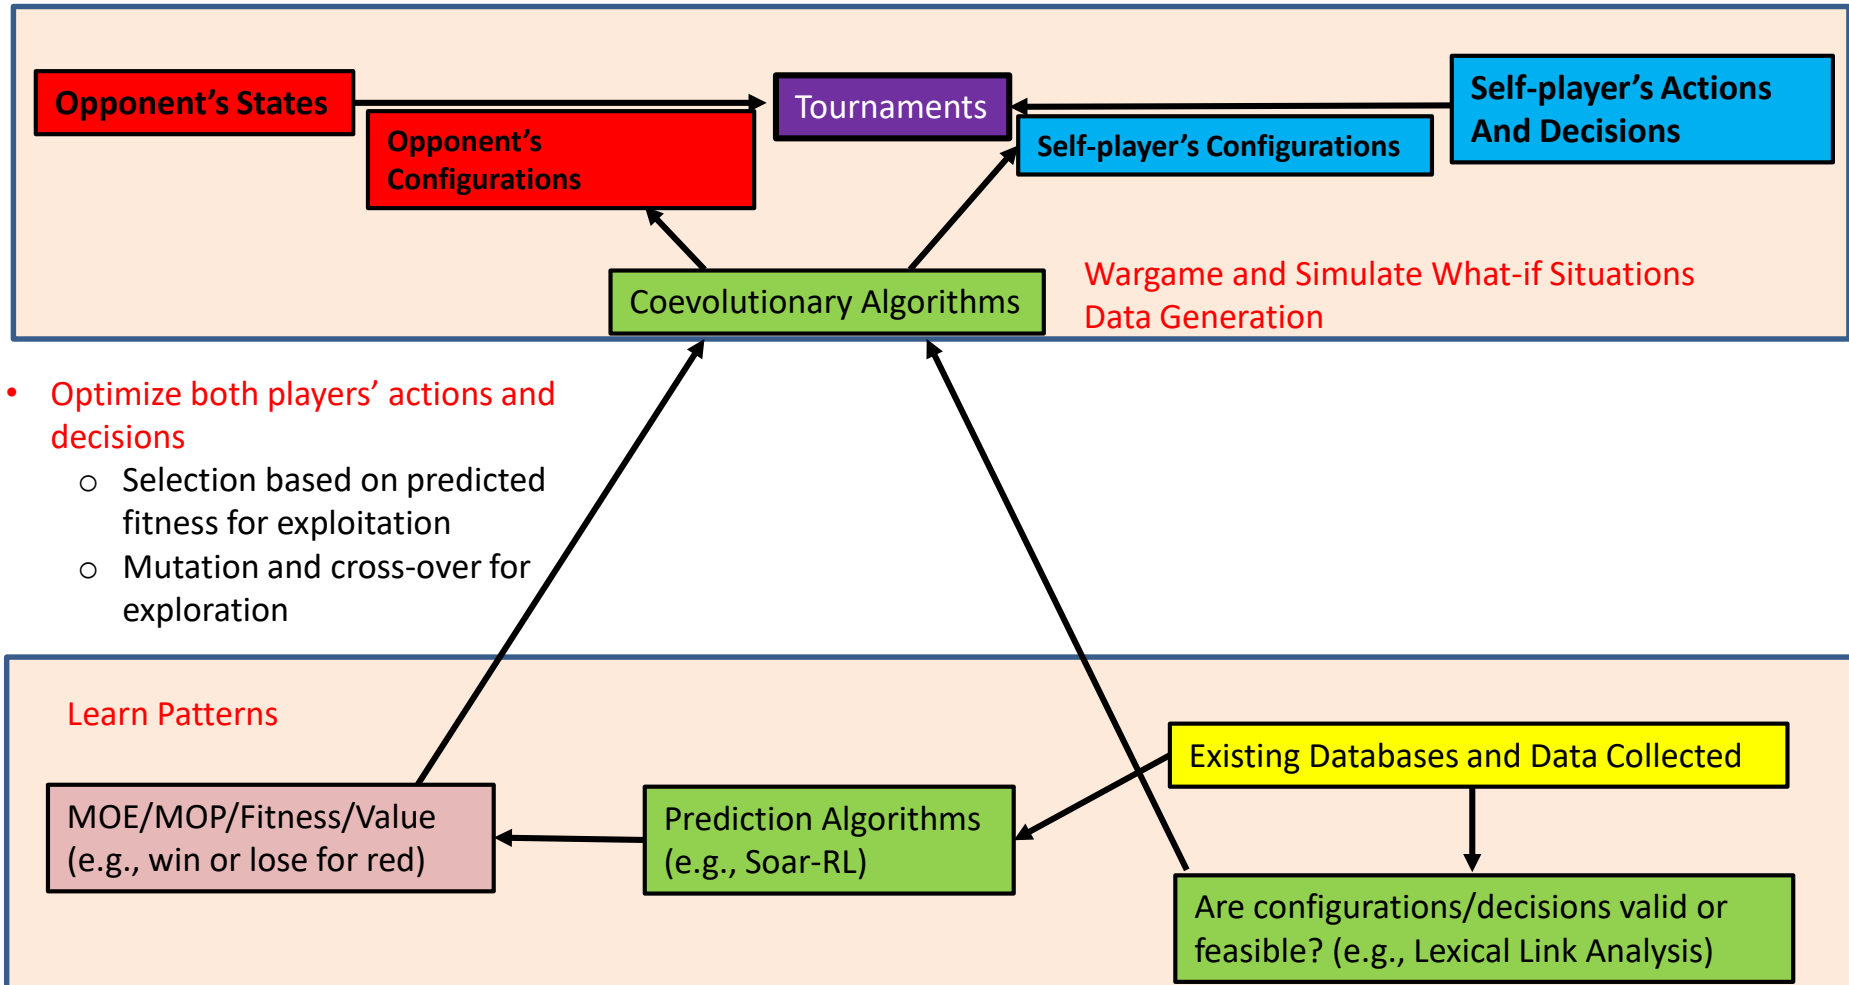 Opponent's States
Opponent's
Configurations
Tournaments
Self-player's Configurations
Self-player's Actions
And Decisions
Coevolutionary Algorithms
Wargame and Simulate What-if Situations
Data Generation
• Optimize both players' actions and
decisions
o Selection based on predicted
fitness for exploitation
o Mutation and cross-over for
exploration
Learn Patterns
MOE/MOP/Fitness/Value
(e.g., win or lose for red)
Prediction Algorithms
(e.g., Soar-RL)
Existing Databases and Data Collected
Are configurations/decisions valid or
feasible? (e.g., Lexical Link Analysis)